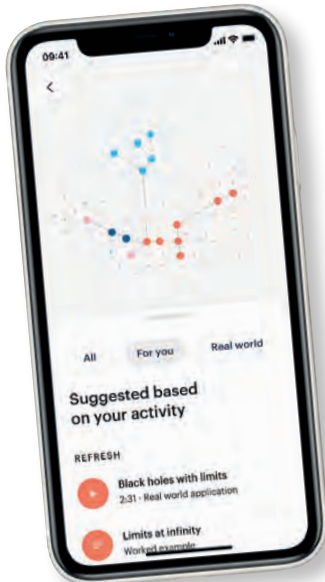 09:41
All For you Real world
Suggested based
on your activity
REFRESH
Black holes with limits
2:31 · Real world application
Limits at infinity
Worked example